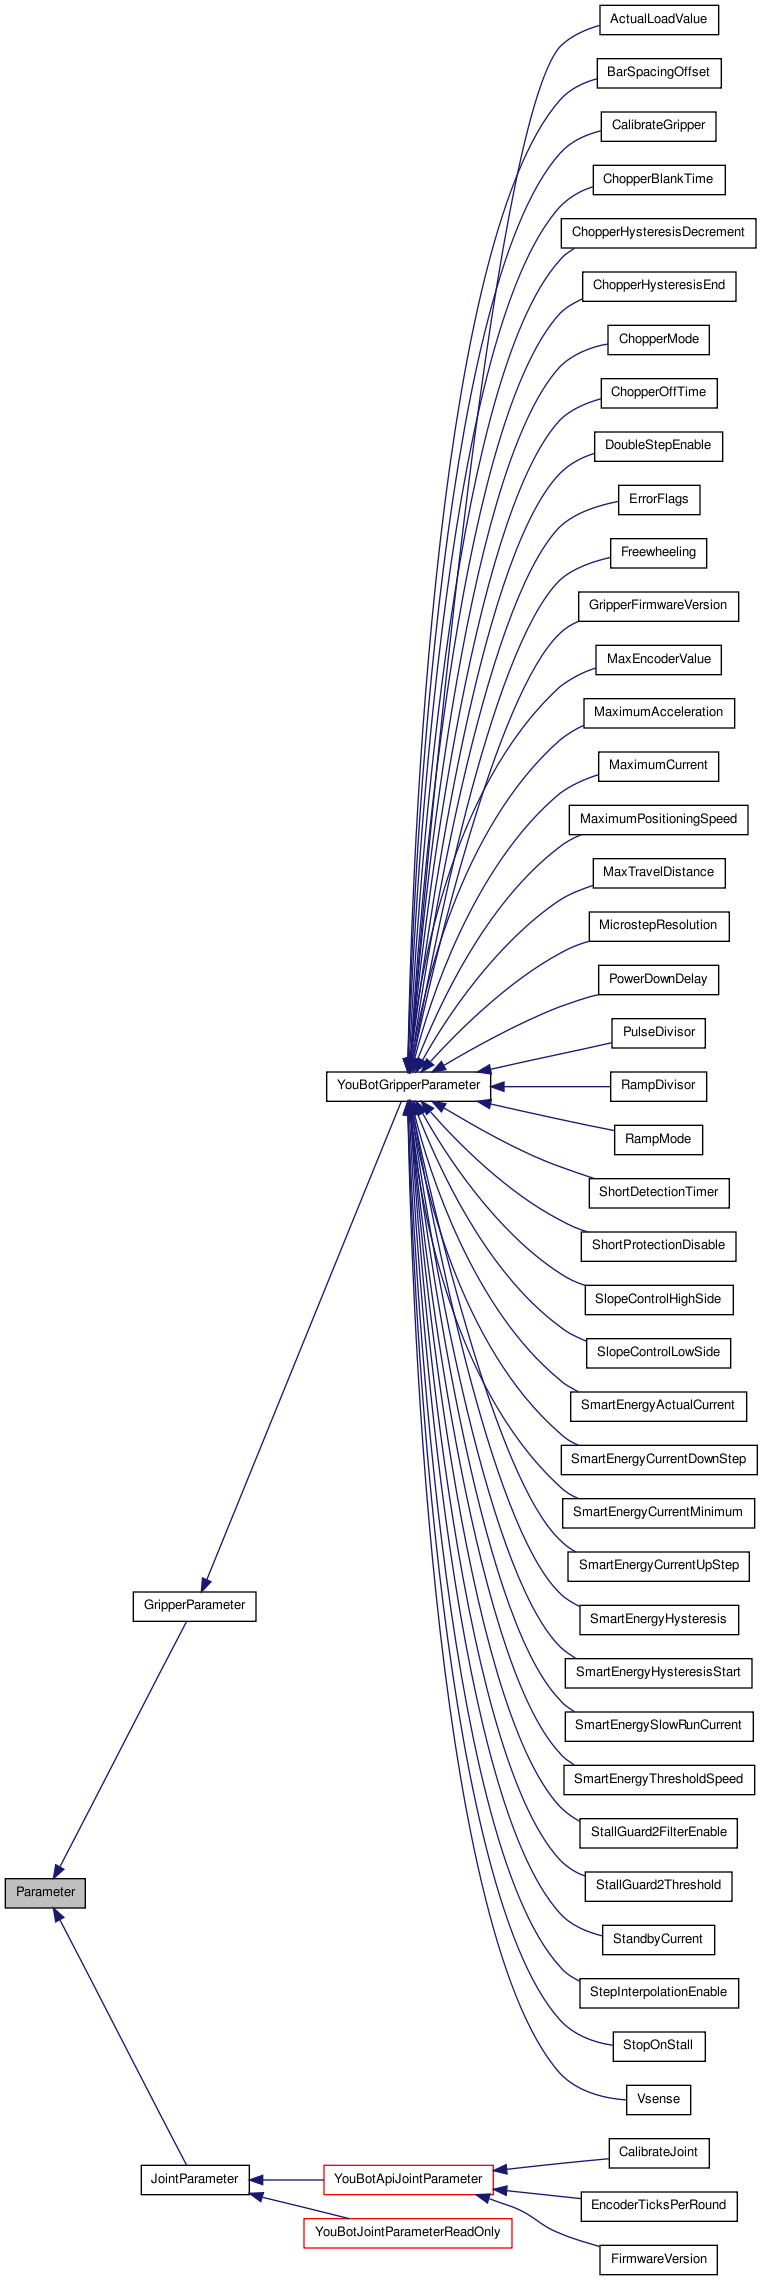 ActualLoadValue
BarSpacingOffset
CalibrateGripper
ChopperBlankTime
ChopperHysteresisDecrement
ChopperHysteresisEnd
ChopperMode
ChopperOffTime
DoubleStepEnable
ErrorFlags
Freewheeling
GripperFirmwareVersion
MaxEncoderValue
MaximumAcceleration
MaximumCurrent
MaximumPositioningSpeed
MaxTravelDistance
MicrostepResolution
PowerDownDelay
PulseDivisor
YouBotGripperParameter
RampDivisor
RampMode
ShortDetectionTimer
ShortProtectionDisable
SlopeControlHighSide
SlopeControlLowSide
SmartEnergyActualCurrent
SmartEnergyCurrentDownStep
SmartEnergyCurrentMinimum
SmartEnergyCurrentUpStep
GripperParameter
SmartEnergyHysteresis
SmartEnergyHysteresisStart
SmartEnergySlowRunCurrent
SmartEnergyThresholdSpeed
StallGuard2FilterEnable
StallGuard2Threshold
Parameter
StandbyCurrent
StepInterpolationEnable
StopOnStall
Vsense
CalibrateJoint
JointParameter
YouBotApiJointParameter
EncoderTicksPerRound
YouBotJointParameterReadOnly
FirmwareVersion